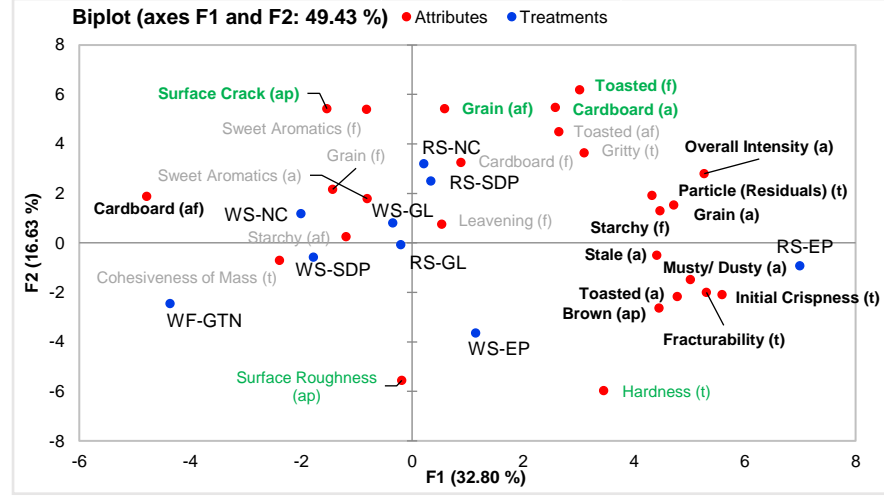 Biplot (axes F1 and F2: 49.43 %) Attributes Treatments
8
6
4
2
0
-2
-4
-6
-8
F2 (16.63 %)
Surface Crack (ap)
Toasted (f)
Grain (af)
Cardboard (a)
Sweet Aromatics (f)
Toasted (af)
RS-NC
Gritty (t)
Overall Intensity (a)
Grain (f)
Cardboard (f)
Sweet Aromatics (a)
RS-SDP
Particle (Residuals) (t)
Cardboard (af)
WS-NC
WS-GL
Grain (a)
Leavening (f)
Starchy (f)
Starchy (af)
RS-EP
Stale (a)
RS-GL
Musty/ Dusty (a)
Cohesiveness of Mass (t)
WS-SDP
Toasted (a)
Initial Crispness (t)
WF-GTN
Brown (ap)
WS-EP
Fracturability (t)
Surface Roughness
(ap)
Hardness (t)
-6 -4 -2 0 2 4 6 8
F1 (32.80 %)